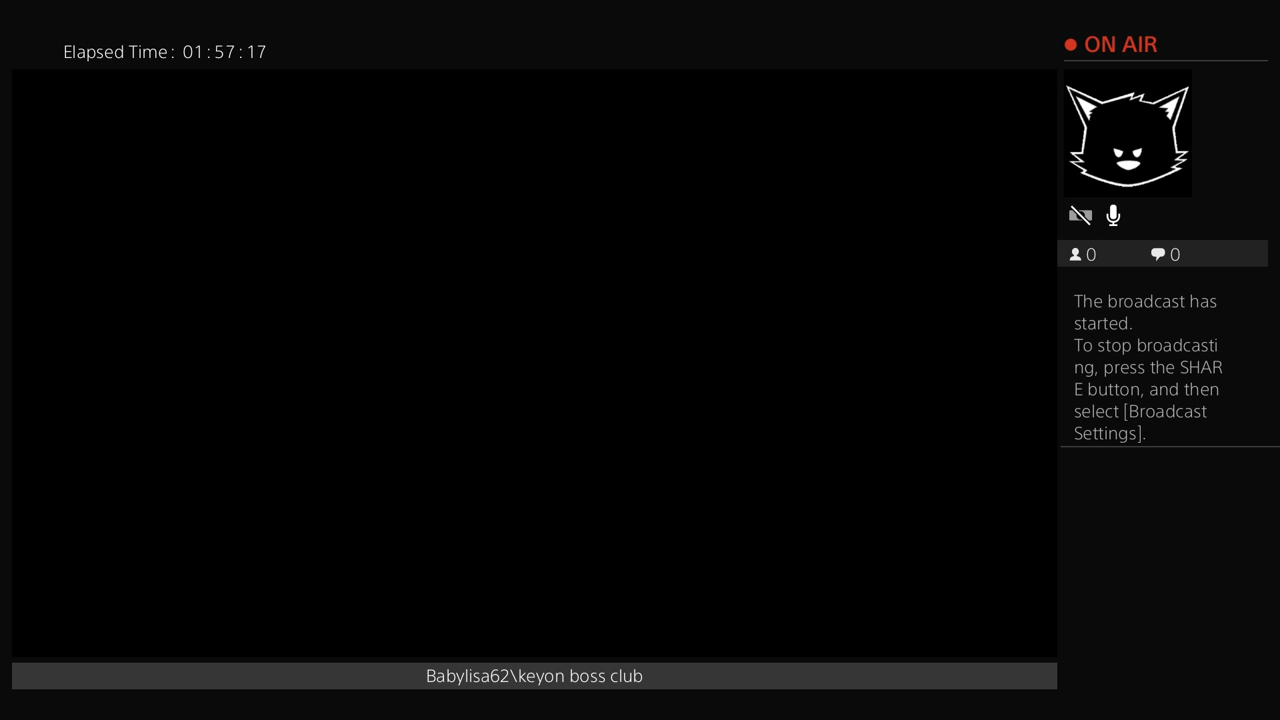 Elapsed Time: 01:57:17
ON AIR
0 0
The broadcast has
started.
To stop broadcasti
ng, press the SHAR
E button, and then
select [Broadcast
Settings].
Babylisa62\keyon boss club